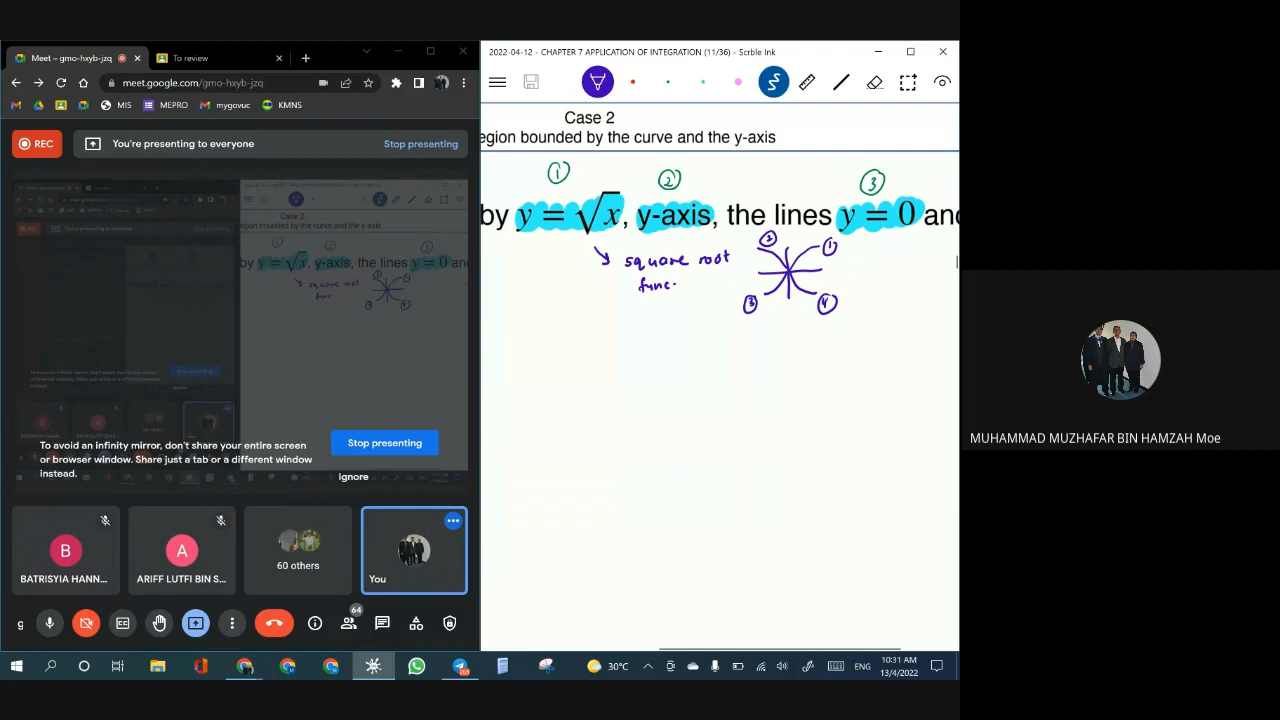 Meet – gmo-hxyb-jzq
To review
meet.google.com/gmo-hxyb-jzq
MIS
MEPRO
mygovuc
KMNS
REC
You're presenting to everyone
Stop presenting
To avoid an infinity mirror, don't share your entire screen
or browser window. Share just a tab or a different window
instead.
Stop presenting
Ignore
B
BATRISYIA HANN...
A
ARIFF LUTFI BIN S...
60 others
You
g
64
2022-04-12 - CHAPTER 7 APPLICATION OF INTEGRATION (11/36) - Scrble Ink
Case 2
egion bounded by the curve and the y-axis
① ② ③
by y = √x, y-axis, the lines y = 0 and
↘ square root
func.
② ①
③ ④
MUHAMMAD MUZHAFAR BIN HAMZAH Moe
30°C
ENG
10:31 AM
13/4/2022